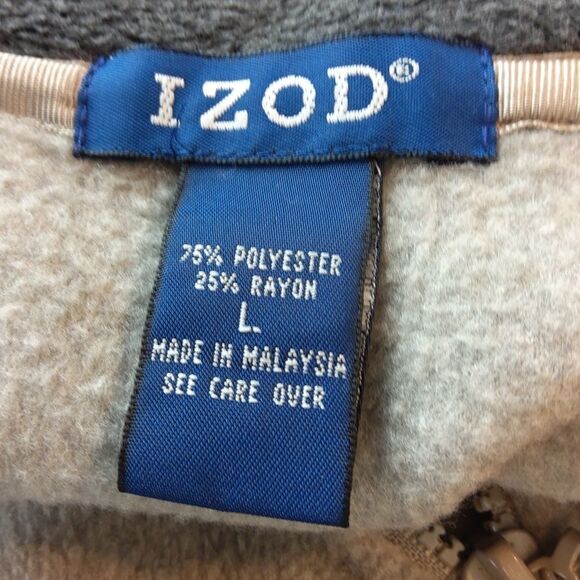 IZOD®
75% POLYESTER
25% RAYON
L.
MADE IN MALAYSIA
SEE CARE OVER